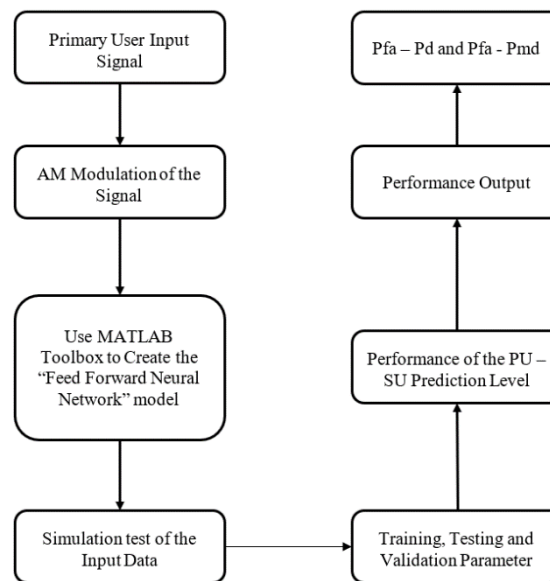 Primary User Input
Signal
AM Modulation of the
Signal
Use MATLAB
Toolbox to Create the
“Feed Forward Neural
Network” model
Simulation test of the
Input Data
Training, Testing and
Validation Parameter
Performance of the PU –
SU Prediction Level
Performance Output
Pfa – Pd and Pfa - Pmd